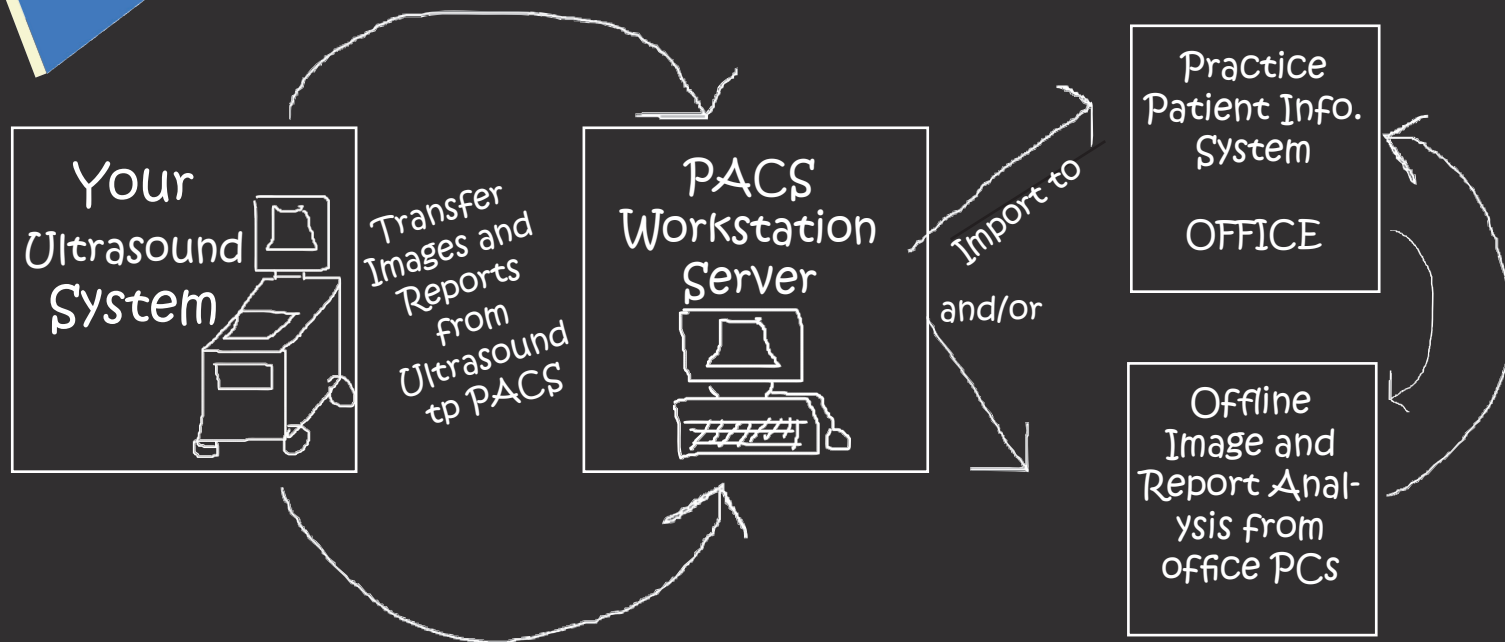 Your
Ultrasound
System
Transfer
Images and
Reports
from
Ultrasound
tp PACS
PACS
Workstation
Server
Import to
and/or
Practice
Patient Info.
System
OFFICE
Offline
Image and
Report Anal-
ysis from
office PCs